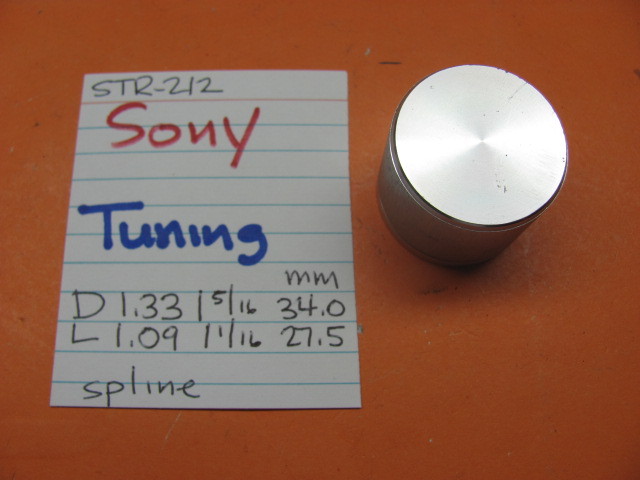 STR-212
Sony
Tuning
mm
D 1.33 1 5/16 34.0
L 1.09 1 1/16 27.5
spline